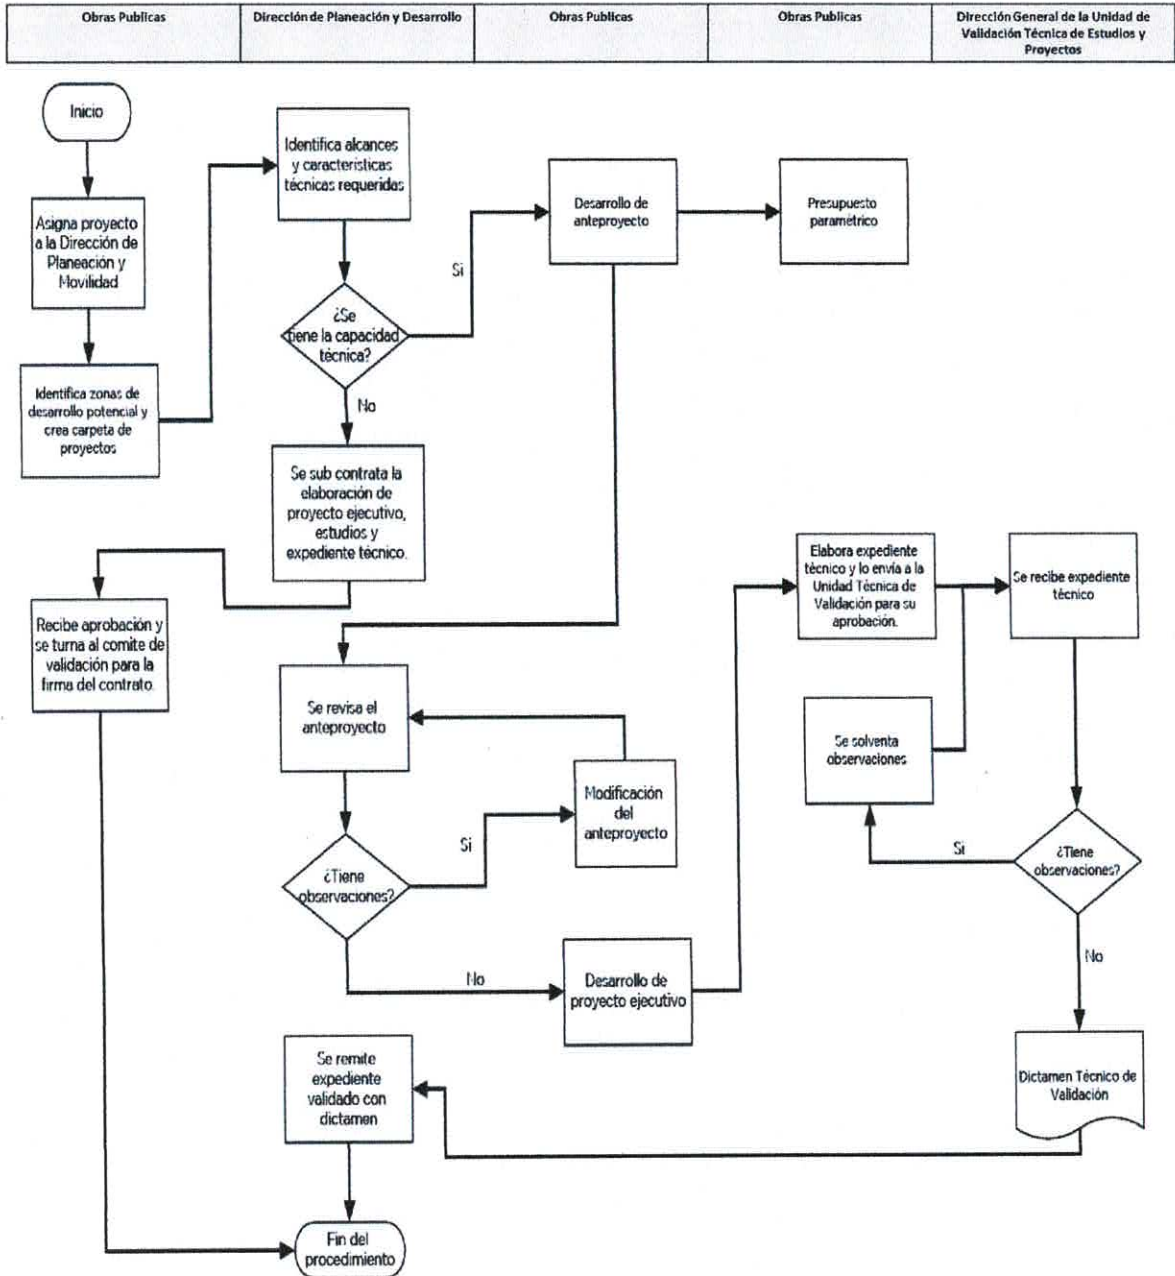 Obras Publicas
Dirección de Planeación y Desarrollo
Obras Publicas
Obras Publicas
Dirección General de la Unidad de
Validación Técnica de Estudios y
Proyectos
Inicio
Asigna proyecto
a la Dirección de
Planeación y
Movilidad
Identifica zonas de
desarrollo potencial y
crea carpeta de
proyectos
Identifica alcances
y características
técnicas requeridas
¿Se
tiene la capacidad
técnica?
Si
No
Desarrollo de
anteproyecto
Presupuesto
paramétrico
Se sub contrata la
elaboración de
proyecto ejecutivo,
estudios y
expediente técnico.
Recibe aprobación y
se turna al comite de
validación para la
firma del contrato.
Se revisa el
anteproyecto
¿Tiene
observaciones?
Si
No
Modificación
del
anteproyecto
Desarrollo de
proyecto ejecutivo
Elabora expediente
técnico y lo envía a la
Unidad Técnica de
Validación para su
aprobación.
Se recibe expediente
técnico
Se solventa
observaciones
¿Tiene
observaciones?
Si
No
Dictamen Técnico de
Validación
Se remite
expediente
validado con
dictamen
Fin del
procedimiento